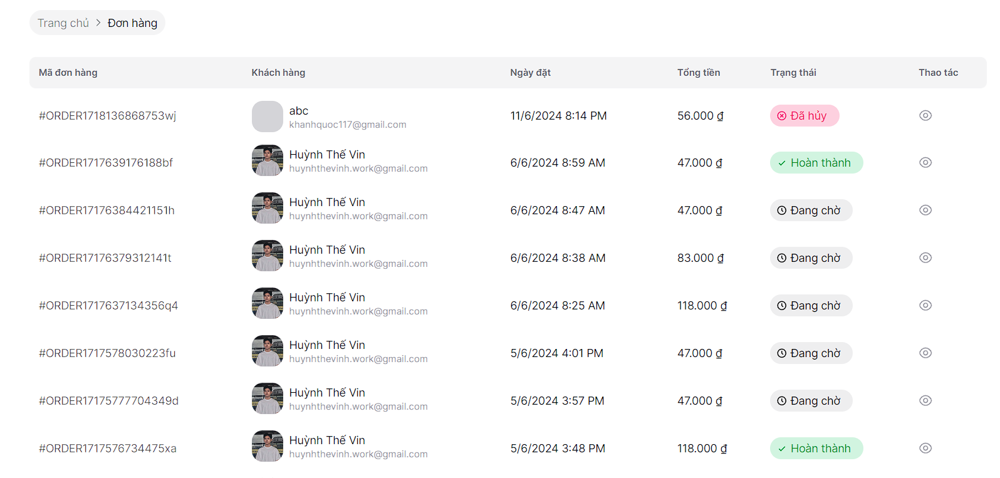 Trang chủ > Đơn hàng
Mã đơn hàng Khách hàng Ngày đặt Tổng tiền Trạng thái Thao tác
#ORDER1718136868753wj abc 11/6/2024 8:14 PM 56.000 ₫ Đã hủy
khanhquoc117@gmail.com
#ORDER1717639176188bf Huỳnh Thế Vin 6/6/2024 8:59 AM 47.000 ₫ Hoàn thành
huynhthevinh.work@gmail.com
#ORDER17176384421151h Huỳnh Thế Vin 6/6/2024 8:47 AM 47.000 ₫ Đang chờ
huynhthevinh.work@gmail.com
#ORDER17176379312141t Huỳnh Thế Vin 6/6/2024 8:38 AM 83.000 ₫ Đang chờ
huynhthevinh.work@gmail.com
#ORDER1717637134356q4 Huỳnh Thế Vin 6/6/2024 8:25 AM 118.000 ₫ Đang chờ
huynhthevinh.work@gmail.com
#ORDER1717578030223fu Huỳnh Thế Vin 5/6/2024 4:01 PM 47.000 ₫ Đang chờ
huynhthevinh.work@gmail.com
#ORDER17175777704349d Huỳnh Thế Vin 5/6/2024 3:57 PM 47.000 ₫ Đang chờ
huynhthevinh.work@gmail.com
#ORDER1717576734475xa Huỳnh Thế Vin 5/6/2024 3:48 PM 118.000 ₫ Hoàn thành
huynhthevinh.work@gmail.com